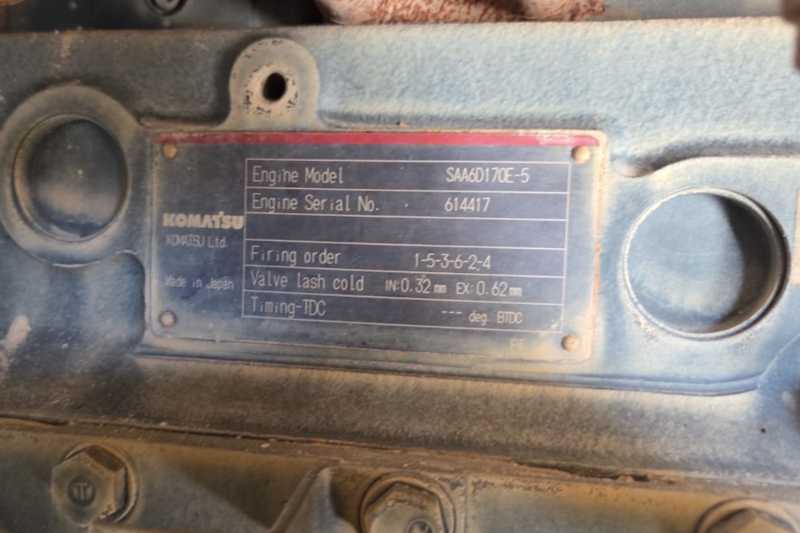 Engine Model SAA6D170E-5
Engine Serial No. 614417
KOMATSU
KOMATSU Ltd.
Firing order 1-5-3-6-2-4
Valve lash cold IN:0.32mm EX:0.62mm
Made in Japan
Timing-TDC --- deg. BTDC